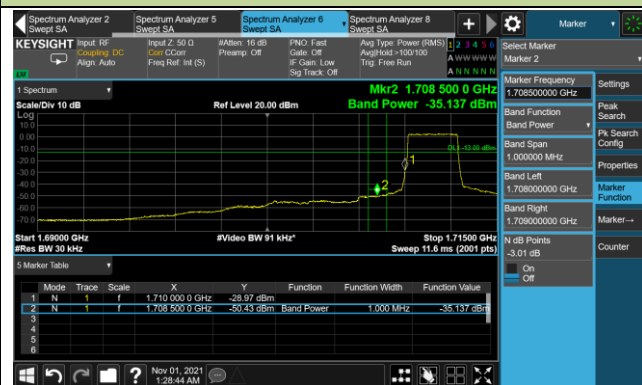 Spectrum Analyzer 2 Spectrum Analyzer 5 Spectrum Analyzer 6 Spectrum Analyzer 8 Marker
Swept SA Swept SA Swept SA Swept SA
KEYSIGHT Input: RF Input Z: 50 Ω #Atten: 16 dB PNO: Fast Avg Type: Power (RMS) 1 2 3 4 5 6 Select Marker
Coupling: DC Corr CCorr Preamp: Off Gate: Off Avg|Hold:>100/100 A W W W W W Marker 2
Align: Auto Freq Ref: Int (S) IF Gain: Low Trig: Free Run
Sig Track: Off A N N N N N
LXI
1 Spectrum Mkr2 1.708 500 0 GHz
Scale/Div 10 dB Ref Level 20.00 dBm Band Power -35.137 dBm
Log
10.0
0.00
-10.0
DL1 -13.00 dBm
-20.0
-30.0
-40.0
-50.0
-60.0
-70.0
1
2
Start 1.69000 GHz #Video BW 91 kHz* Stop 1.71500 GHz
#Res BW 30 kHz Sweep 11.6 ms (2001 pts)
5 Marker Table
Mode Trace Scale X Y Function Function Width Function Value
1 N 1 f 1.710 000 0 GHz -28.97 dBm
2 N 1 f 1.708 500 0 GHz -50.43 dBm Band Power 1.000 MHz -35.137 dBm
3
4
5
6
Marker Frequency
1.708500000 GHz
Band Function
Band Power
Band Span
1.000000 MHz
Band Left
1.708000000 GHz
Band Right
1.709000000 GHz
N dB Points
-3.01 dB
On
Off
Settings
Peak
Search
Pk Search
Config
Properties
Marker
Function
Marker→
Counter
? Nov 01, 2021
1:28:44 AM